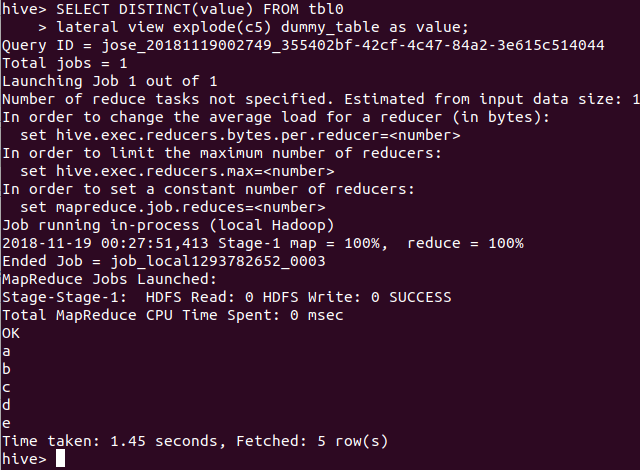 hive> SELECT DISTINCT(value) FROM tbl0
    > lateral view explode(c5) dummy_table as value;
Query ID = jose_20181119002749_355402bf-42cf-4c47-84a2-3e615c514044
Total jobs = 1
Launching Job 1 out of 1
Number of reduce tasks not specified. Estimated from input data size: 1
In order to change the average load for a reducer (in bytes):
  set hive.exec.reducers.bytes.per.reducer=<number>
In order to limit the maximum number of reducers:
  set hive.exec.reducers.max=<number>
In order to set a constant number of reducers:
  set mapreduce.job.reduces=<number>
Job running in-process (local Hadoop)
2018-11-19 00:27:51,413 Stage-1 map = 100%,  reduce = 100%
Ended Job = job_local1293782652_0003
MapReduce Jobs Launched:
Stage-Stage-1:  HDFS Read: 0 HDFS Write: 0 SUCCESS
Total MapReduce CPU Time Spent: 0 msec
OK
a
b
c
d
e
Time taken: 1.45 seconds, Fetched: 5 row(s)
hive>